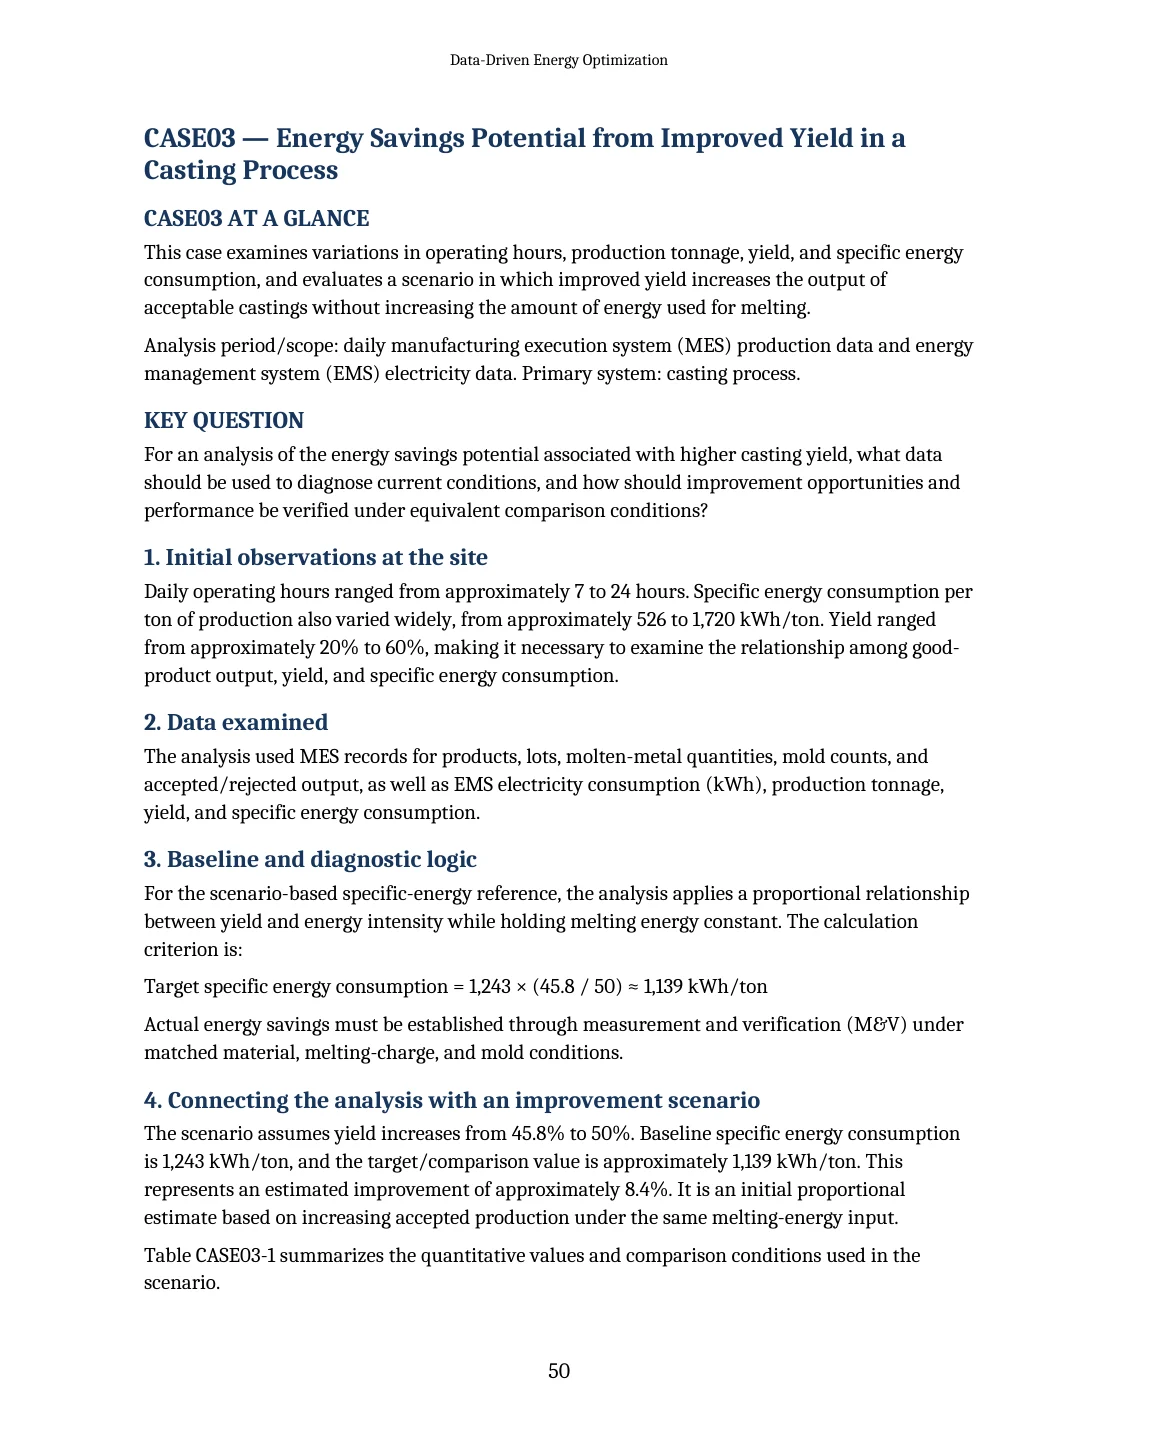 Data-Driven Energy Optimization
CASE03 — Energy Savings Potential from Improved Yield in a
Casting Process
CASE03 AT A GLANCE
This case examines variations in operating hours, production tonnage, yield, and specific energy
consumption, and evaluates a scenario in which improved yield increases the output of
acceptable castings without increasing the amount of energy used for melting.
Analysis period/scope: daily manufacturing execution system (MES) production data and energy
management system (EMS) electricity data. Primary system: casting process.
KEY QUESTION
For an analysis of the energy savings potential associated with higher casting yield, what data
should be used to diagnose current conditions, and how should improvement opportunities and
performance be verified under equivalent comparison conditions?
1. Initial observations at the site
Daily operating hours ranged from approximately 7 to 24 hours. Specific energy consumption per
ton of production also varied widely, from approximately 526 to 1,720 kWh/ton. Yield ranged
from approximately 20% to 60%, making it necessary to examine the relationship among good-
product output, yield, and specific energy consumption.
2. Data examined
The analysis used MES records for products, lots, molten-metal quantities, mold counts, and
accepted/rejected output, as well as EMS electricity consumption (kWh), production tonnage,
yield, and specific energy consumption.
3. Baseline and diagnostic logic
For the scenario-based specific-energy reference, the analysis applies a proportional relationship
between yield and energy intensity while holding melting energy constant. The calculation
criterion is:
Target specific energy consumption = 1,243 × (45.8 / 50) ≈ 1,139 kWh/ton
Actual energy savings must be established through measurement and verification (M&V) under
matched material, melting-charge, and mold conditions.
4. Connecting the analysis with an improvement scenario
The scenario assumes yield increases from 45.8% to 50%. Baseline specific energy consumption
is 1,243 kWh/ton, and the target/comparison value is approximately 1,139 kWh/ton. This
represents an estimated improvement of approximately 8.4%. It is an initial proportional
estimate based on increasing accepted production under the same melting-energy input.
Table CASE03-1 summarizes the quantitative values and comparison conditions used in the
scenario.
50